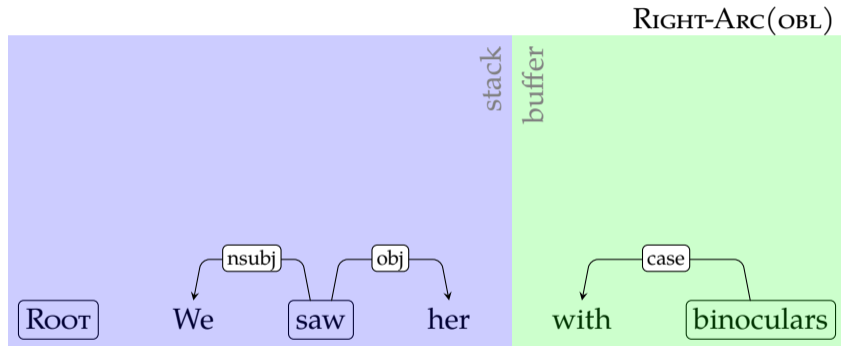 RIGHT-ARC(OBL)
stack
buffer
nsubj obj case
ROOT We saw her with binoculars